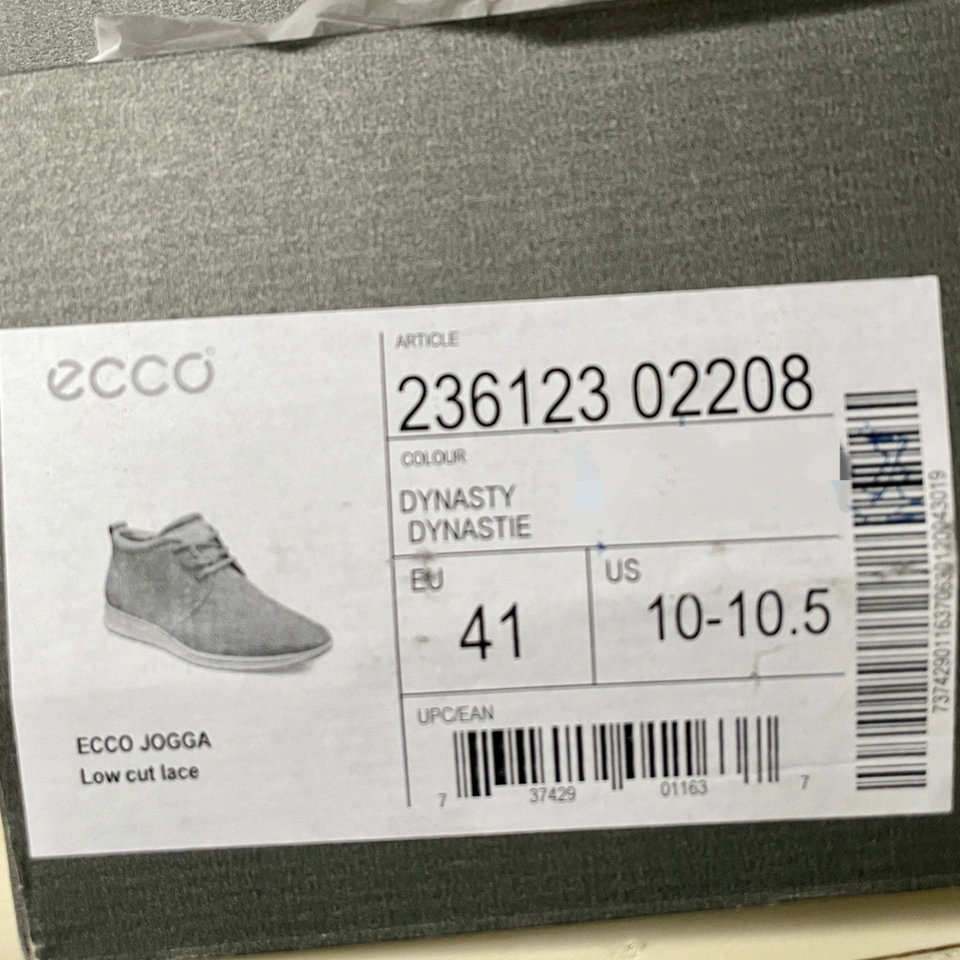 ecco
ECCO JOGGA
Low cut lace
ARTICLE
236123 02208
COLOUR
DYNASTY
DYNASTIE
EU
41
US
10-10.5
UPC/EAN
7 37429 01163 7